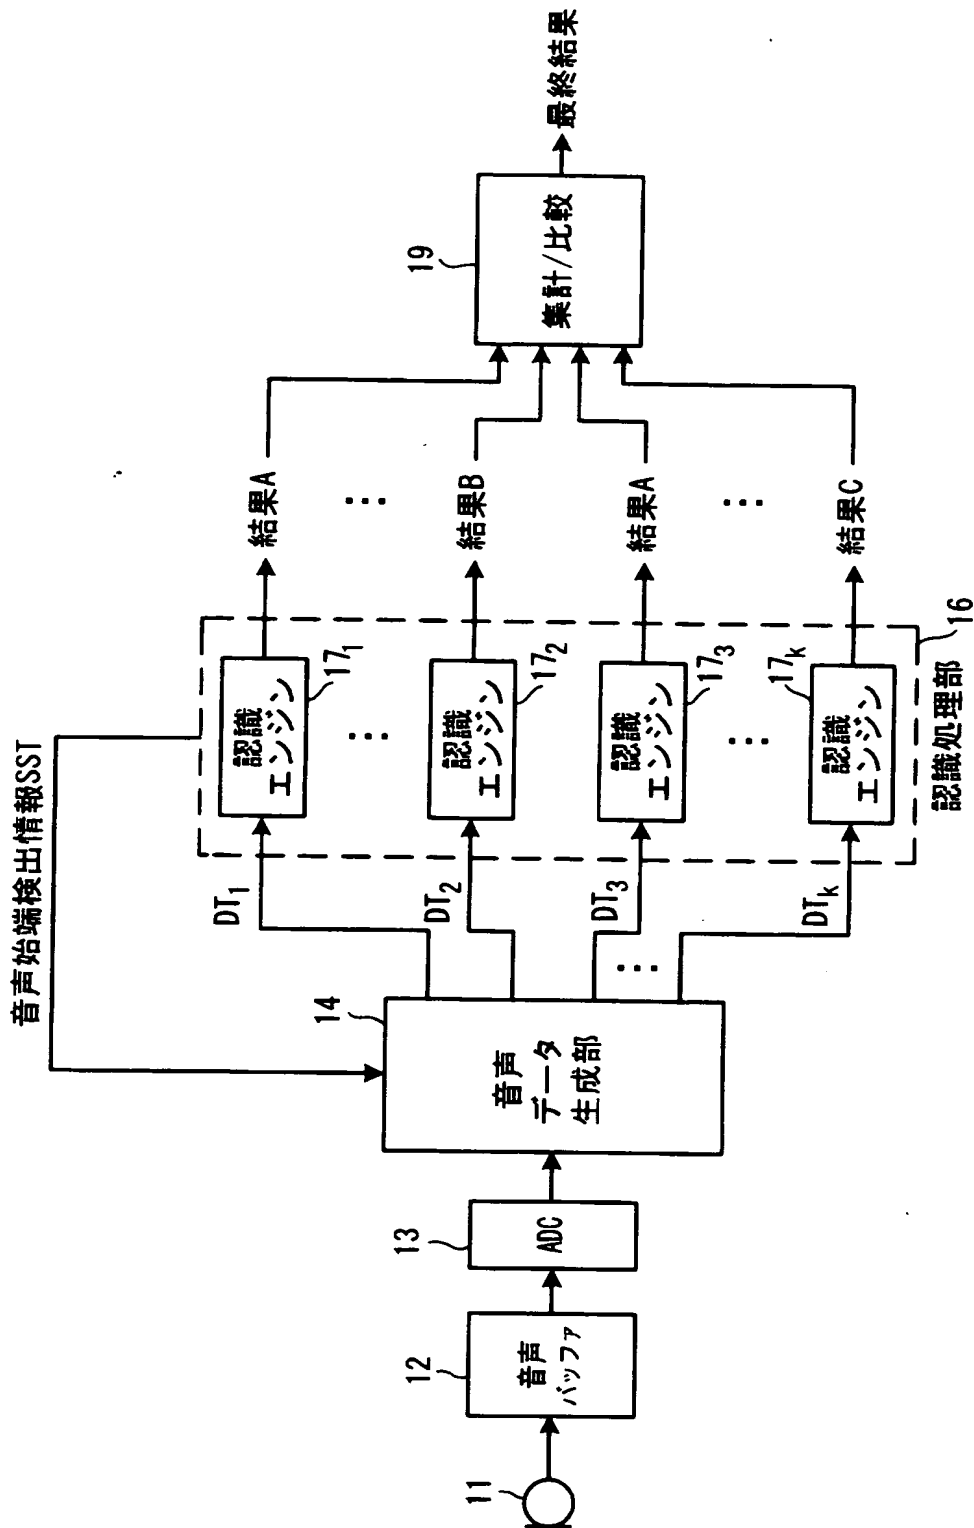 音声始端検出情報SST
11
12
音声
バッファ
13
ADC
14
音声
データ
生成部
DT1
DT2
DT3
DTk
認識
エンジン
171
認識
エンジン
172
認識
エンジン
173
認識
エンジン
17k
認識処理部
16
結果A
結果B
結果A
結果C
19
集計/比較
最終結果